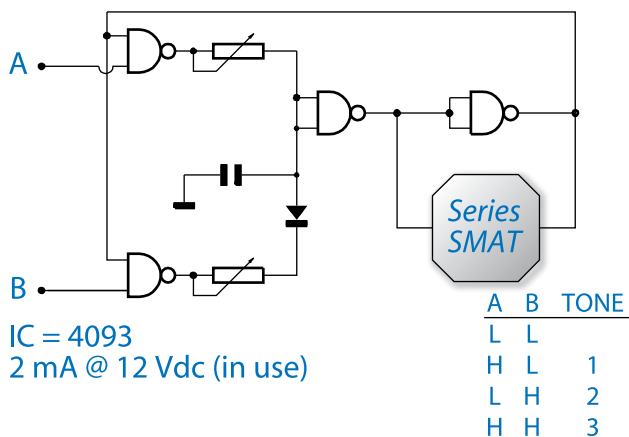 A
Series
SMAT
B
IC = 4093
2 mA @ 12 Vdc (in use)
A B TONE
L L
H L 1
L H 2
H H 3